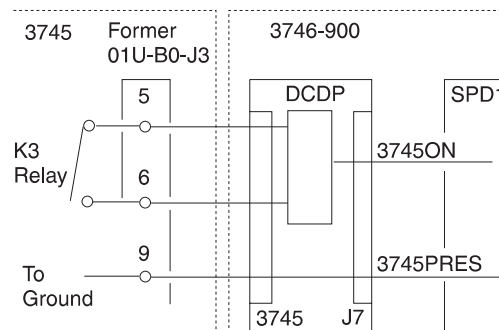 3745
Former
01U-B0-J3
3746-900
5
DCDP
SPD1
K3
Relay
3745ON
6
9
3745PRES
To
Ground
3745
J7